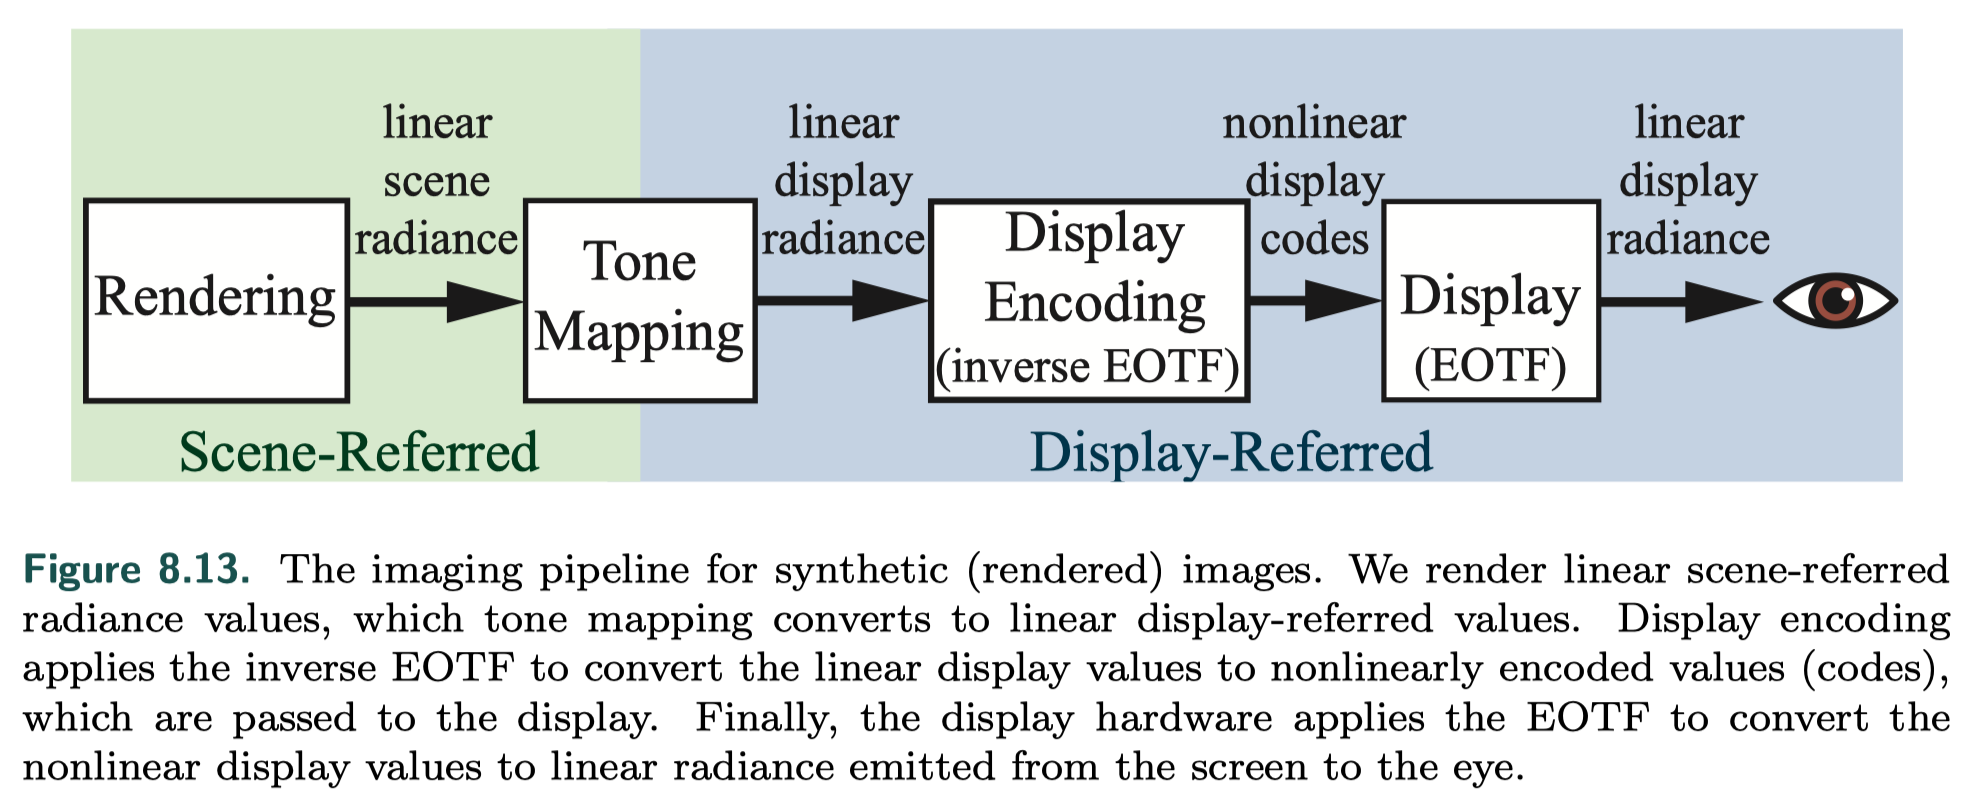 linear
scene
radiance
linear
display
radiance
nonlinear
display
codes
linear
display
radiance
Rendering
Tone
Mapping
Display
Encoding
(inverse EOTF)
Display
(EOTF)
Scene-Referred
Display-Referred
Figure 8.13. The imaging pipeline for synthetic (rendered) images. We render linear scene-referred
radiance values, which tone mapping converts to linear display-referred values. Display encoding
applies the inverse EOTF to convert the linear display values to nonlinearly encoded values (codes),
which are passed to the display. Finally, the display hardware applies the EOTF to convert the
nonlinear display values to linear radiance emitted from the screen to the eye.